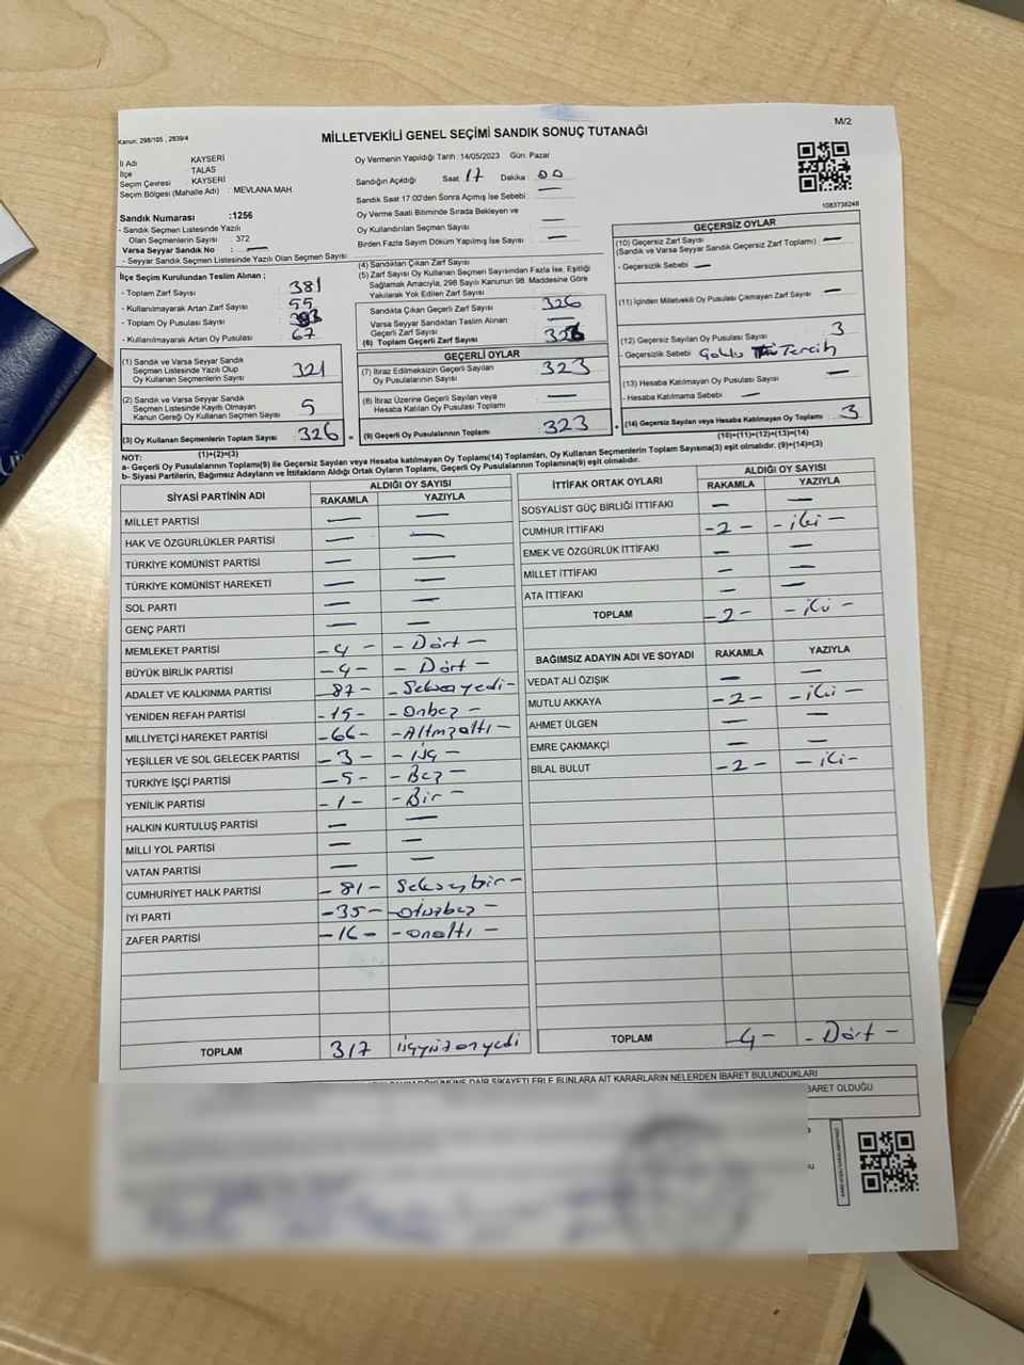 Kanun: 298/105 , 2839/4
MİLLETVEKİLİ GENEL SEÇİMİ SANDIK SONUÇ TUTANAĞI
M/2
İl Adı KAYSERİ
İlçe TALAS
Seçim Çevresi KAYSERİ
Seçim Bölgesi (Mahalle Adı) : MEVLANA MAH
Sandık Numarası :1256
- Sandık Seçmen Listesinde Yazılı
Olan Seçmenlerin Sayısı : 372
Varsa Seyyar Sandık No : —
- Seyyar Seçmen Listesinde Yazılı Olan Seçmen Sayısı
Oy Vermenin Yapıldığı Tarih : 14/05/2023 Gün: Pazar
Sandığın Açıldığı Saat : 17 Dakika : 00
Sandık Saat 17:00'den Sonra Açılmış İse Sebebi : —
Oy Verme Saati Bitiminde Sırada Bekleyen ve
Oy Kullandırılan Seçmen Sayısı —
Birden Fazla Sayım Döküm Yapılmış İse Sayısı —
1083738248
İlçe Seçim Kurulundan Teslim Alınan ;
- Toplam Zarf Sayısı : 381
- Kullanılmayarak Artan Zarf Sayısı : 55
- Toplam Oy Pusulası Sayısı :
- Kullanılmayarak Artan Oy Pusulası : 67
(1) Sandık ve Varsa Seyyar Sandık
Seçmen Listesinde Yazılı Olup
Oy Kullanan Seçmenlerin Sayısı 321
(2) Sandık ve Varsa Seyyar Sandık
Seçmen Listesinde Kayıtlı Olmayan
Kanun Gereği Oy Kullanan Seçmen Sayısı 5
(3) Oy Kullanan Seçmenlerin Toplam Sayısı 326
(1)+(2)=(3)
(4) Sandıktan Çıkan Zarf Sayısı
(5) Zarf Sayısı Oy Kullanan Seçmen Sayısından Fazla İse, Eşitliği
Sağlamak Amacıyla, 298 Sayılı Kanunun 98. Maddesine Göre
Yakılarak Yok Edilen Zarf Sayısı
Sandıkta Çıkan Geçerli Zarf Sayısı 326
Varsa Seyyar Sandıktan Teslim Alınan
Geçerli Zarf Sayısı —
(6) Toplam Geçerli Zarf Sayısı 326
GEÇERLİ OYLAR
(7) İtiraz Edilmeksizin Geçerli Sayılan
Oy Pusulalarının Sayısı 323
(8) İtiraz Üzerine Geçerli Sayılan veya
Hesaba Katılan Oy Pusulası Toplamı —
(9) Geçerli Oy Pusulalarının Toplamı 323
GEÇERSİZ OYLAR
(10) Geçersiz Zarf Sayısı —
(Sandık ve Varsa Seyyar Sandık Geçersiz Zarf Toplamı)
- Geçersizlik Sebebi —
(11) İçinden Milletvekili Oy Pusulası Çıkmayan Zarf Sayısı —
(12) Geçersiz Sayılan Oy Pusulası Sayısı 3
- Geçersizlik Sebebi Çoklu Tercih
(13) Hesaba Katılmayan Oy Pusulası Sayısı —
- Hesaba Katılmama Sebebi —
(14) Geçersiz Sayılan veya Hesaba Katılmayan Oy Toplamı 3
(10)+(11)+(12)+(13)=(14)
NOT:
a- Geçerli Oy Pusulalarının Toplamı(9) ile Geçersiz Sayılan veya Hesaba katılmayan Oy Toplamı(14) Toplamları, Oy Kullanan Seçmenlerin Toplam Sayısına(3) eşit olmalıdır. (9)+(14)=(3)
b- Siyasi Partilerin, Bağımsız Adayların ve İttifakların Aldığı Ortak Oyların Toplamı, Geçerli Oy Pusulalarının Toplamına(9) eşit olmalıdır.
SİYASİ PARTİNİN ADI ALDIĞI OY SAYISI
RAKAMLA YAZIYLA
MİLLET PARTİSİ — —
HAK VE ÖZGÜRLÜKLER PARTİSİ — —
TÜRKİYE KOMÜNİST PARTİSİ — —
TÜRKİYE KOMÜNİST HAREKETİ — —
SOL PARTİ — —
GENÇ PARTİ — —
MEMLEKET PARTİSİ -4- -Dört-
BÜYÜK BİRLİK PARTİSİ -4- -Dört-
ADALET VE KALKINMA PARTİSİ -87- -Seksenyedi-
YENİDEN REFAH PARTİSİ -15- -Onbeş-
MİLLİYETÇİ HAREKET PARTİSİ -66- -Altmışaltı-
YEŞİLLER VE SOL GELECEK PARTİSİ -3- -Üç-
TÜRKİYE İŞÇİ PARTİSİ -5- -Beş-
YENİLİK PARTİSİ -1- -Bir-
HALKIN KURTULUŞ PARTİSİ — —
MİLLİ YOL PARTİSİ — —
VATAN PARTİSİ — —
CUMHURİYET HALK PARTİSİ -81- Seksenbir-
İYİ PARTİ -35- -Otuzbeş-
ZAFER PARTİSİ -16- -onaltı-
TOPLAM 317 üçyüzonyedi
İTTİFAK ORTAK OYLARI ALDIĞI OY SAYISI
RAKAMLA YAZIYLA
SOSYALİST GÜÇ BİRLİĞİ İTTİFAKI — —
CUMHUR İTTİFAKI -2- -iki-
EMEK VE ÖZGÜRLÜK İTTİFAKI — —
MİLLET İTTİFAKI — —
ATA İTTİFAKI — —
TOPLAM -2- -iki-
BAĞIMSIZ ADAYIN ADI VE SOYADI RAKAMLA YAZIYLA
VEDAT ALİ ÖZIŞIK — —
MUTLU AKKAYA -2- -iki-
AHMET ÜLGEN — —
EMRE ÇAKMAKÇİ — —
BİLAL BULUT -2- -iki-
TOPLAM -4- -Dört-
DÖKÜMÜNE DAİR ŞİKAYETLERLE BUNLARA AİT KARARLARIN NELERDEN İBARET BULUNDUKLARI
İBARET OLDUĞU